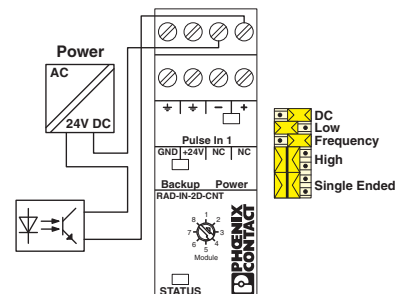 Power
AC
24V DC
⏚ ⏚ − +
Pulse In 1
GND +24V NC NC
Backup Power
RAD-IN-2D-CNT
8 1 2
7 3
6 5 4
Module
PHŒNIX
CONTACT
STATUS
DC
Low
Frequency
High
Single Ended